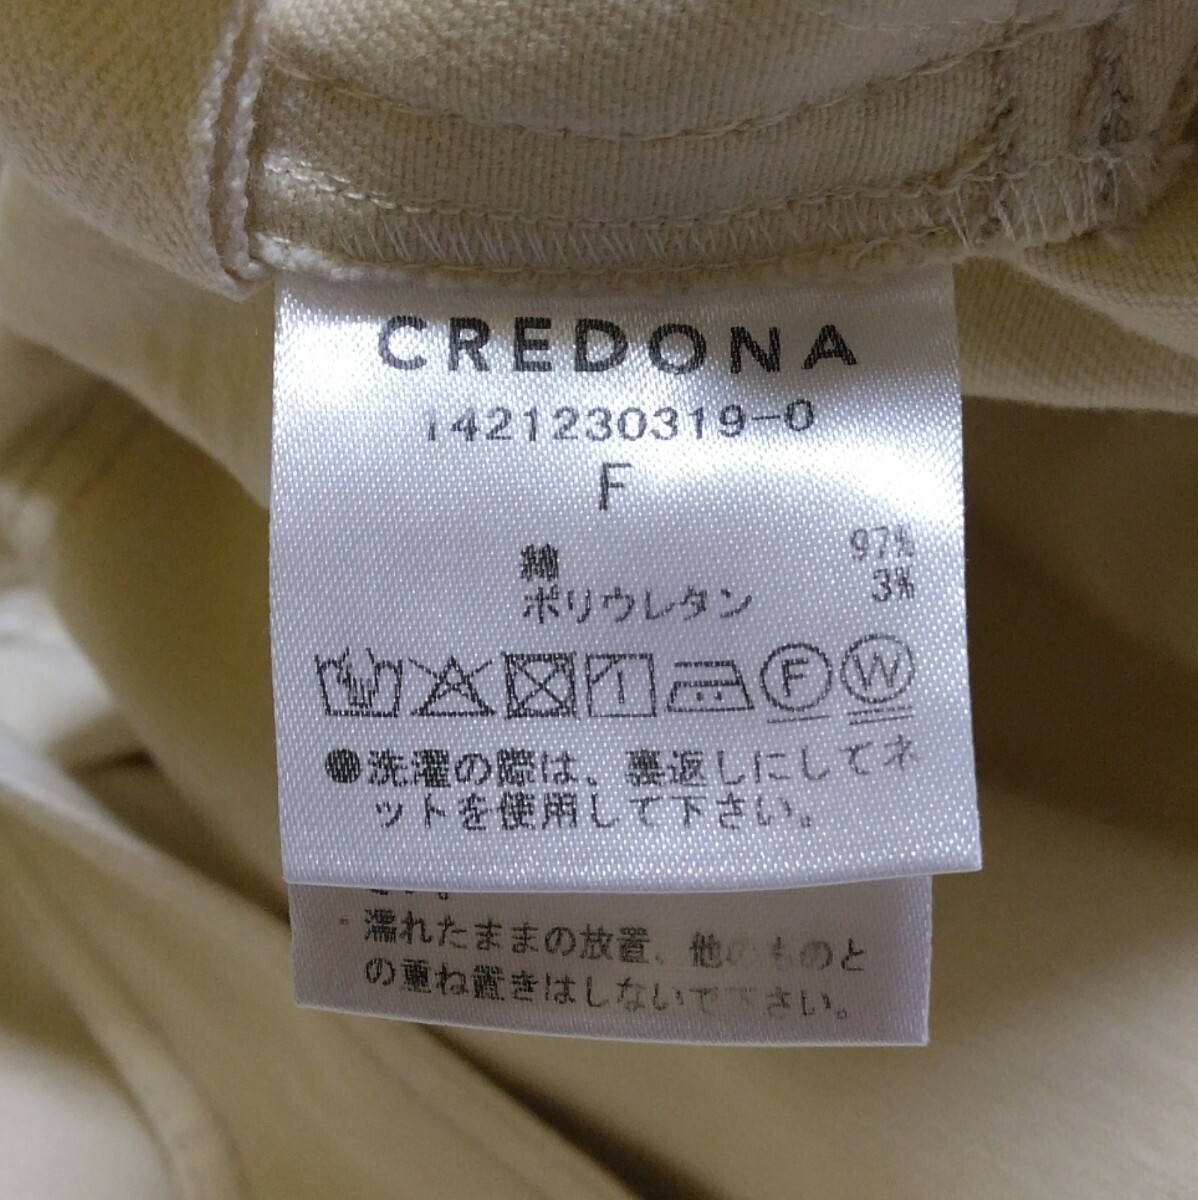 CREDONA
1421230319-0
F
綿 97%
ポリウレタン 3%
F W
●洗濯の際は、裏返しにしてネ
ットを使用して下さい。
・濡れたままの放置、他のものと
の重ね置きはしないで下さい。